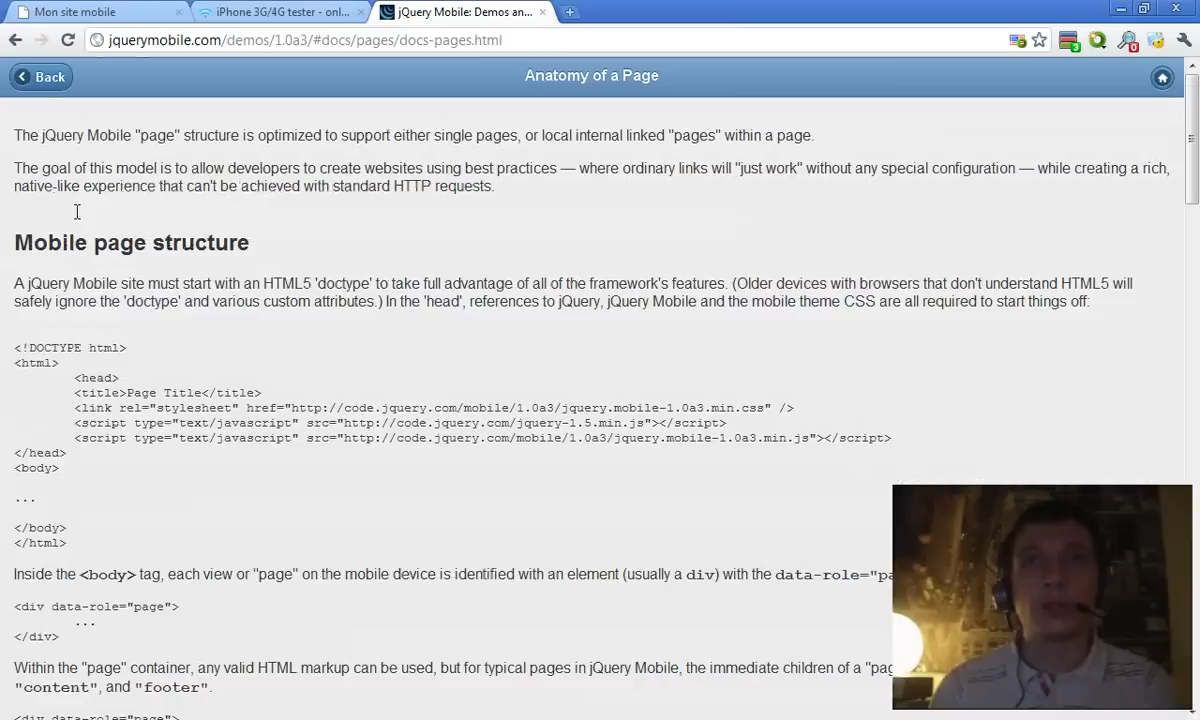 Mon site mobile
iPhone 3G/4G tester - onl...
jQuery Mobile: Demos an...
jquerymobile.com/demos/1.0a3/#docs/pages/docs-pages.html
Back
Anatomy of a Page
The jQuery Mobile "page" structure is optimized to support either single pages, or local internal linked "pages" within a page.
The goal of this model is to allow developers to create websites using best practices — where ordinary links will "just work" without any special configuration — while creating a rich,
native-like experience that can't be achieved with standard HTTP requests.
Mobile page structure
A jQuery Mobile site must start with an HTML5 'doctype' to take full advantage of all of the framework's features. (Older devices with browsers that don't understand HTML5 will
safely ignore the 'doctype' and various custom attributes.) In the 'head', references to jQuery, jQuery Mobile and the mobile theme CSS are all required to start things off:
<!DOCTYPE html>
<html>
<head>
<title>Page Title</title>
<link rel="stylesheet" href="http://code.jquery.com/mobile/1.0a3/jquery.mobile-1.0a3.min.css" />
<script type="text/javascript" src="http://code.jquery.com/jquery-1.5.min.js"></script>
<script type="text/javascript" src="http://code.jquery.com/mobile/1.0a3/jquery.mobile-1.0a3.min.js"></script>
</head>
<body>
...
</body>
</html>
Inside the <body> tag, each view or "page" on the mobile device is identified with an element (usually a div) with the data-role="pa
<div data-role="page">
...
</div>
Within the "page" container, any valid HTML markup can be used, but for typical pages in jQuery Mobile, the immediate children of a "pag
"content", and "footer".
<div data-role="page">